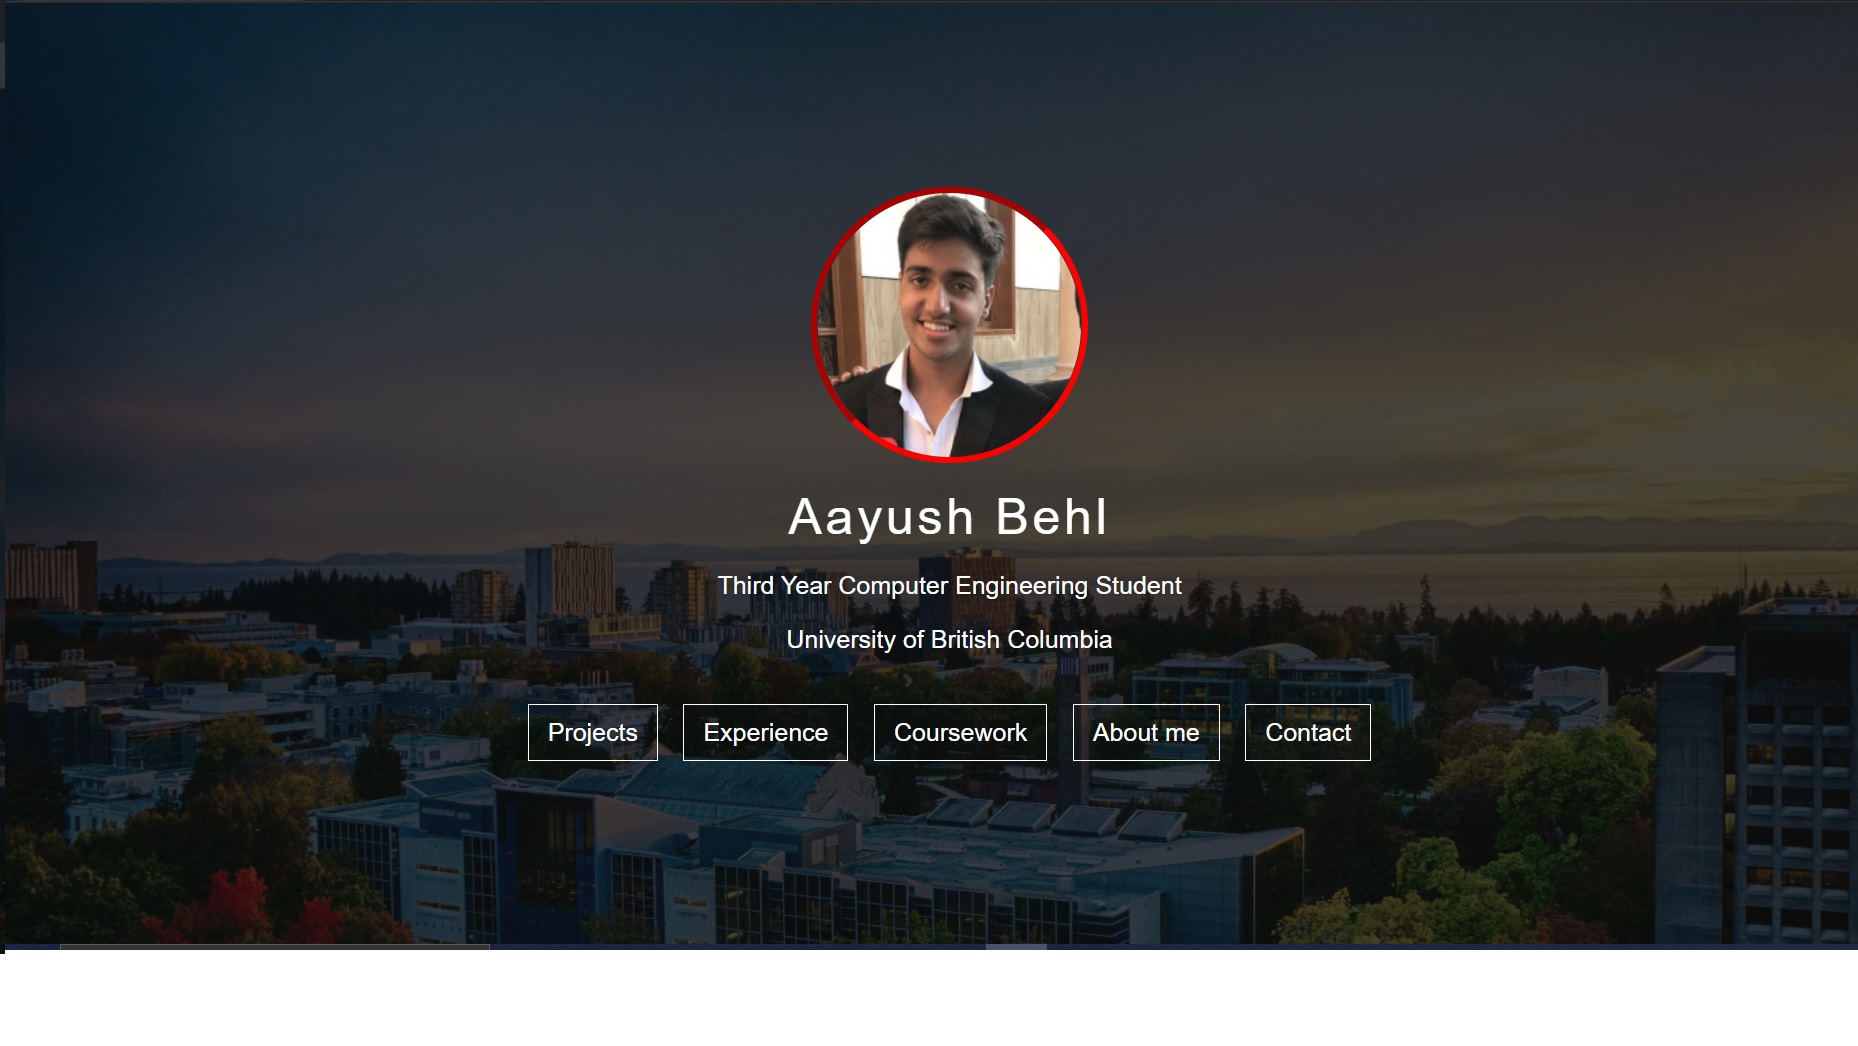 Aayush Behl
Third Year Computer Engineering Student
University of British Columbia
Projects
Experience
Coursework
About me
Contact